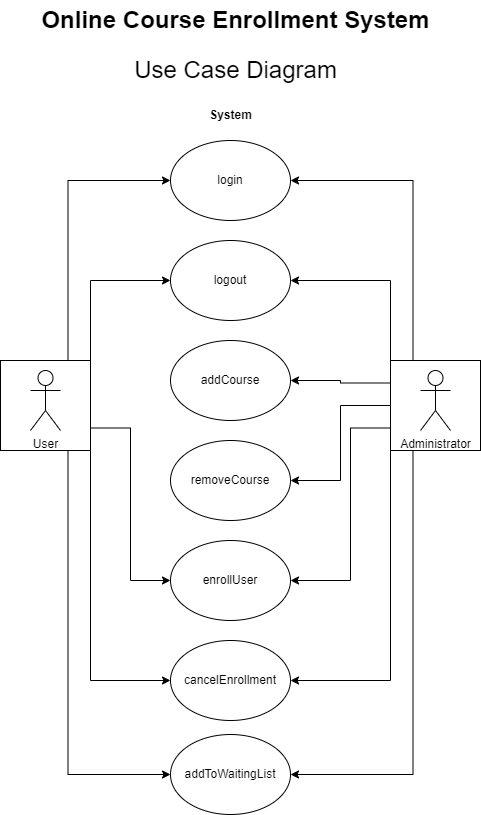 Online Course Enrollment System
Use Case Diagram
System
login
logout
addCourse
User
Administrator
removeCourse
enrollUser
cancelEnrollment
addToWaitingList